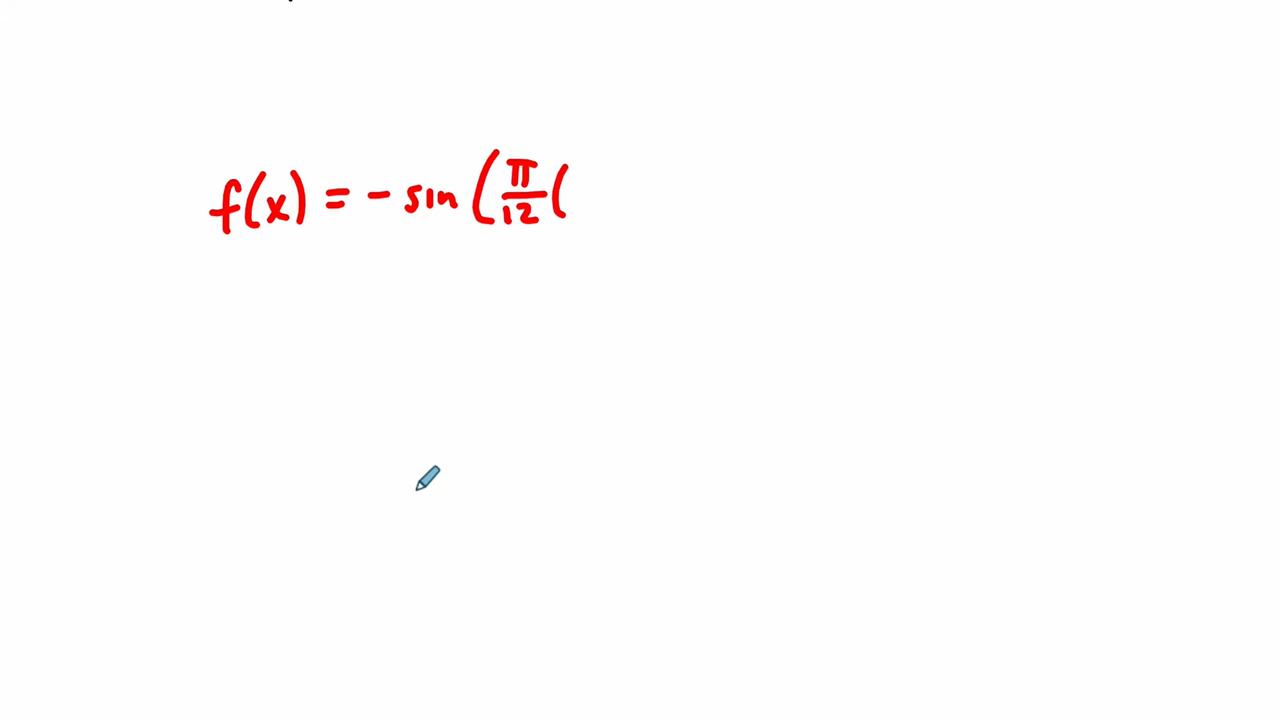 f(x) = - sin (π/12 (